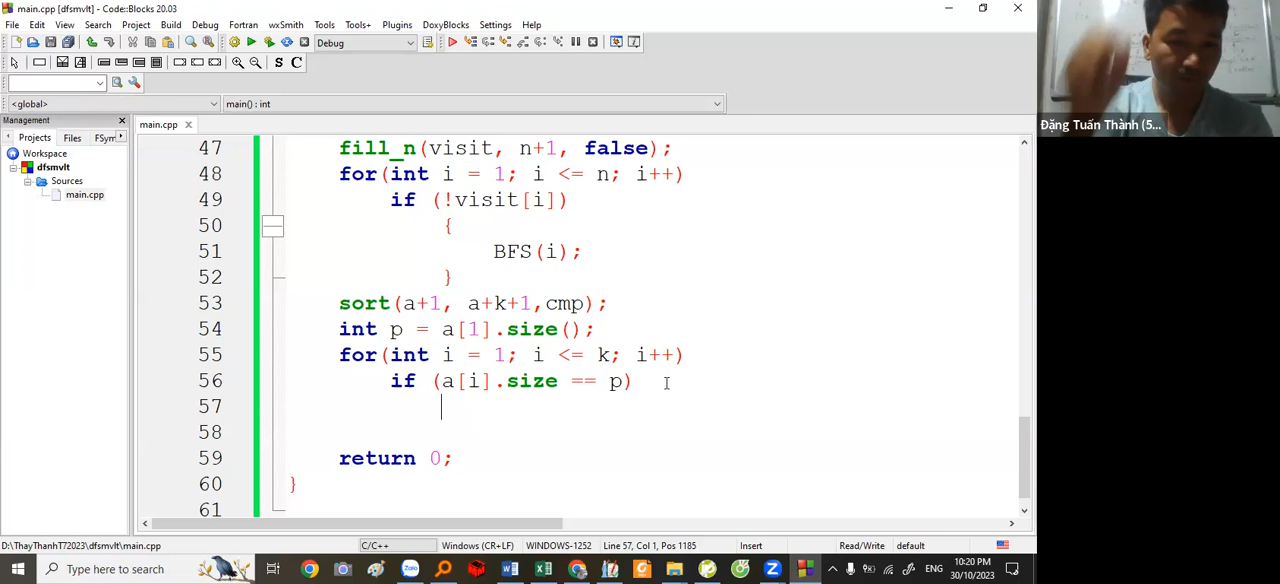 main.cpp [dfsmvlt] - Code::Blocks 20.03
File Edit View Search Project Build Debug Fortran wxSmith Tools Tools+ Plugins DoxyBlocks Settings Help
Debug
S C
<global> main() : int
Management
main.cpp
Projects Files FSym
Workspace
dfsmvlt
Sources
main.cpp
47 fill_n(visit, n+1, false);
48 for(int i = 1; i <= n; i++)
49 if (!visit[i])
50 {
51 BFS(i);
52 }
53 sort(a+1, a+k+1,cmp);
54 int p = a[1].size();
55 for(int i = 1; i <= k; i++)
56 if (a[i].size == p)
57
58
59 return 0;
60 }
61
Đặng Tuấn Thành (5...
D:\ThayThanhT72023\dfsmvlt\main.cpp C/C++ Windows (CR+LF) WINDOWS-1252 Line 57, Col 1, Pos 1185 Insert Read/Write default
Type here to search
ENG
10:20 PM
30/10/2023